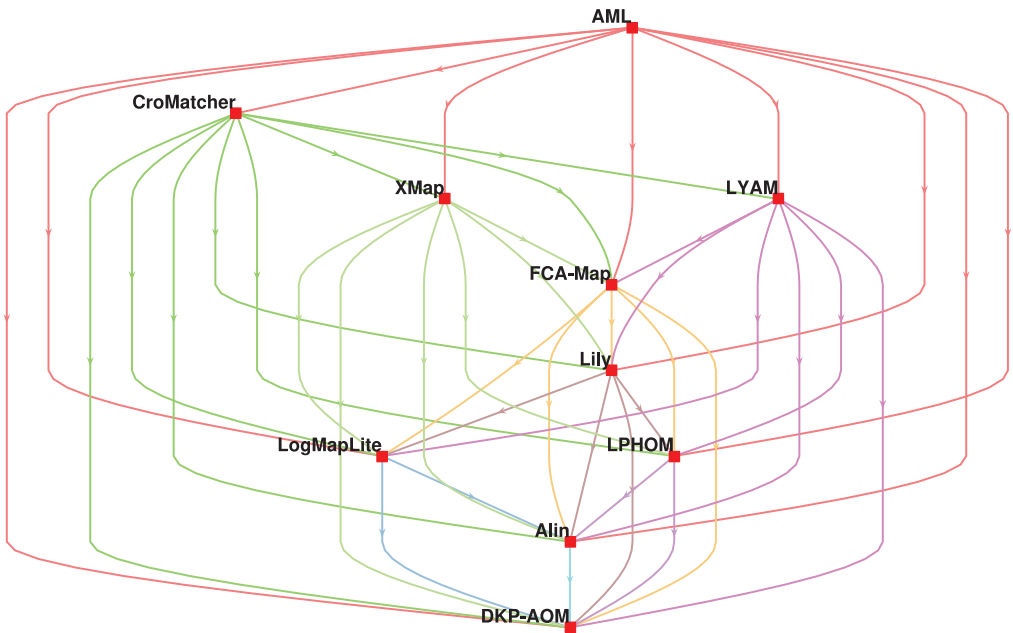 AML
CroMatcher
XMap
LYAM
FCA-Map
Lily
LogMapLite
LPHOM
Alin
DKP-AOM